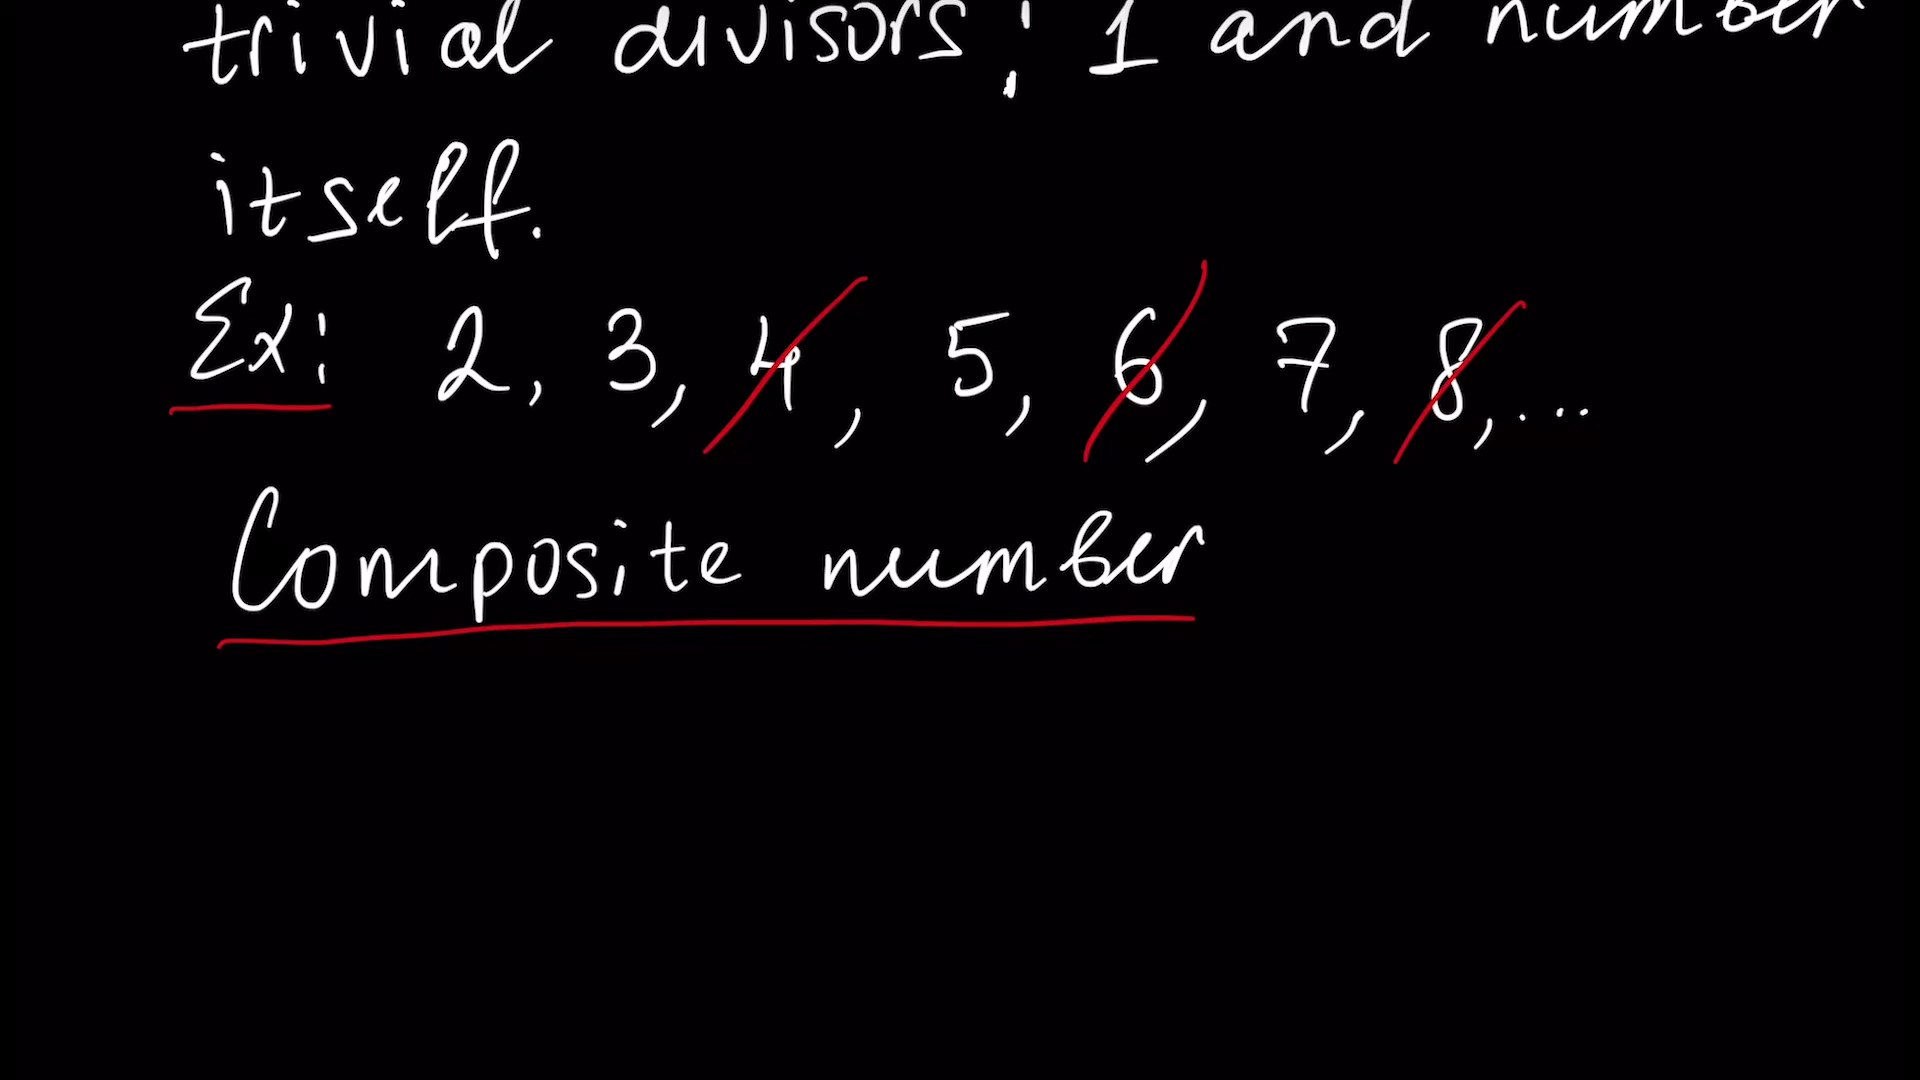 trivial divisors: 1 and number
itself.
Ex: 2, 3, 4, 5, 6, 7, 8,...
Composite number